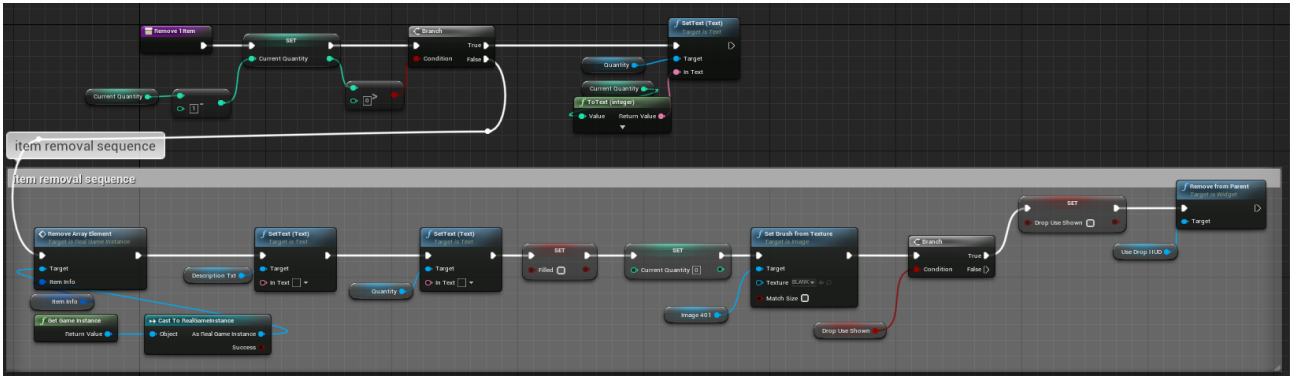 Remove 1 Item
SET
Current Quantity
Current Quantity
1
-
0
>
Branch
Condition
True
False
SetText (Text)
Target is Text
Target
In Text
Quantity
Current Quantity
ToText (integer)
Value
Return Value
item removal sequence
item removal sequence
Remove Array Element
Target is Real Game Instance
Target
Item Info
Item Info
Get Game Instance
Return Value
Cast To RealGameInstance
Object
As Real Game Instance
Success
Description Txt
SetText (Text)
Target is Text
Target
In Text
Quantity
SetText (Text)
Target is Text
Target
In Text
SET
Filled
SET
Current Quantity 0
Image 401
Set Brush from Texture
Target is Image
Target
Texture BLANK
Match Size
Drop Use Shown
Branch
Condition
True
False
SET
Drop Use Shown
Use Drop HUD
Remove from Parent
Target is Widget
Target